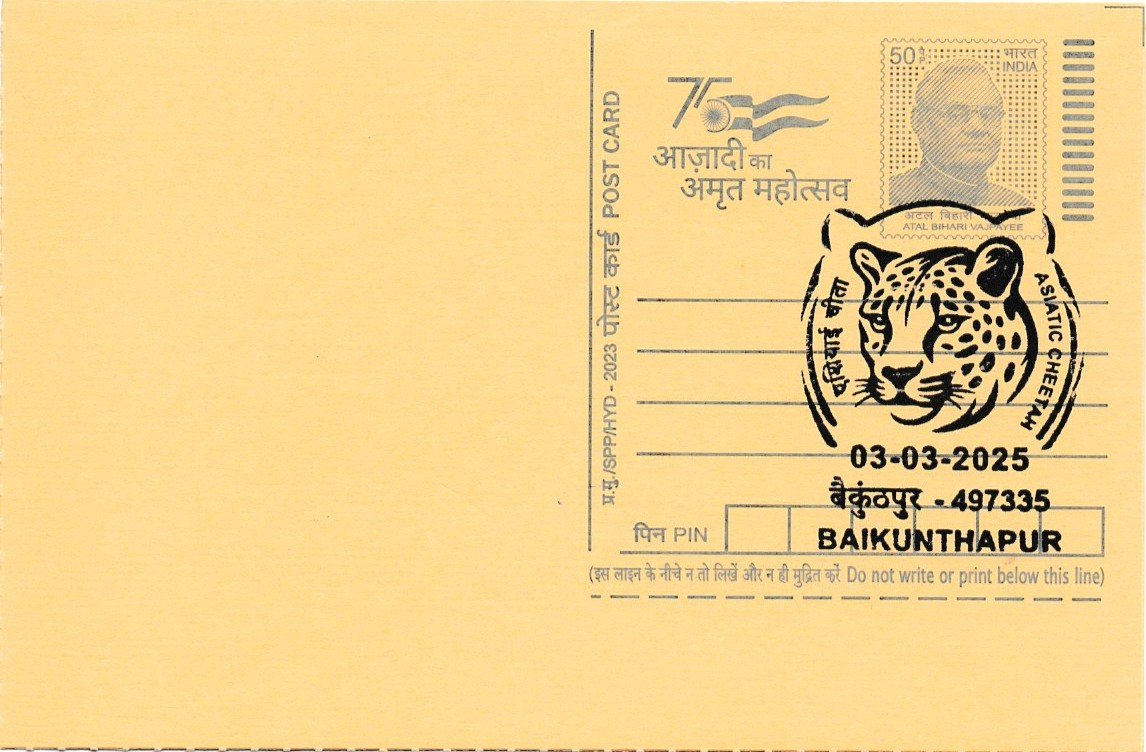 प्र.मु./SPP/HYD - 2023 पोस्ट कार्ड POST CARD
75
आज़ादी का
अमृत महोत्सव
50
भारत
INDIA
अटल बिहारी
ATAL BIHARI VAJPAYEE
एशियाई चीता
ASIATIC CHEETAH
03-03-2025
बैकुंठपुर - 497335
BAIKUNTHAPUR
पिन PIN
(इस लाइन के नीचे न तो लिखें और न ही मुद्रित करें Do not write or print below this line)